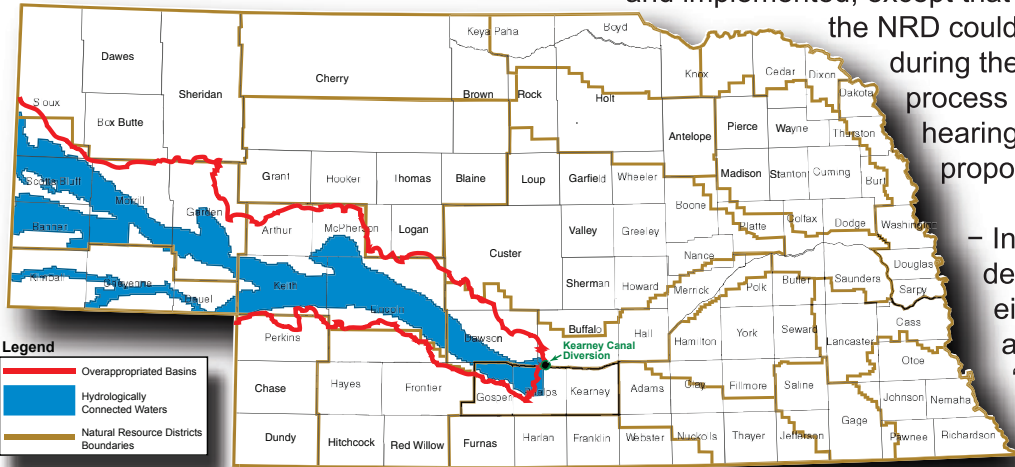 and implemented, except that
the NRD could
during the
process
hearing
propo
– In
de
ei
a
Keya Paha
Boyd
Dawes
Cherry
Sheridan
Knox
Cedar
Dixon
Brown
Rock
Holt
Dakota
Sioux
Box Butte
Antelope
Pierce
Wayne
Thurston
Grant
Hooker
Thomas
Blaine
Loup
Garfield
Wheeler
Madison
Stanton
Cuming
Burt
Scotts Bluff
Morrill
Garden
Boone
Arthur
McPherson
Logan
Custer
Valley
Greeley
Platte
Colfax
Dodge
Washington
Banner
Nance
Douglas
Kimball
Cheyenne
Deuel
Keith
Lincoln
Sherman
Howard
Merrick
Polk
Butler
Saunders
Sarpy
Perkins
Dawson
Buffalo
Hall
Hamilton
York
Seward
Lancaster
Cass
Kearney Canal
Diversion
Otoe
Legend
Overappropriated Basins
Hydrologically
Connected Waters
Natural Resource Districts
Boundaries
Chase
Hayes
Frontier
Gosper
Phelps
Kearney
Adams
Clay
Fillmore
Saline
Gage
Johnson
Nemaha
Dundy
Hitchcock
Red Willow
Furnas
Harlan
Franklin
Webster
Nuckolls
Thayer
Jefferson
Pawnee
Richardson